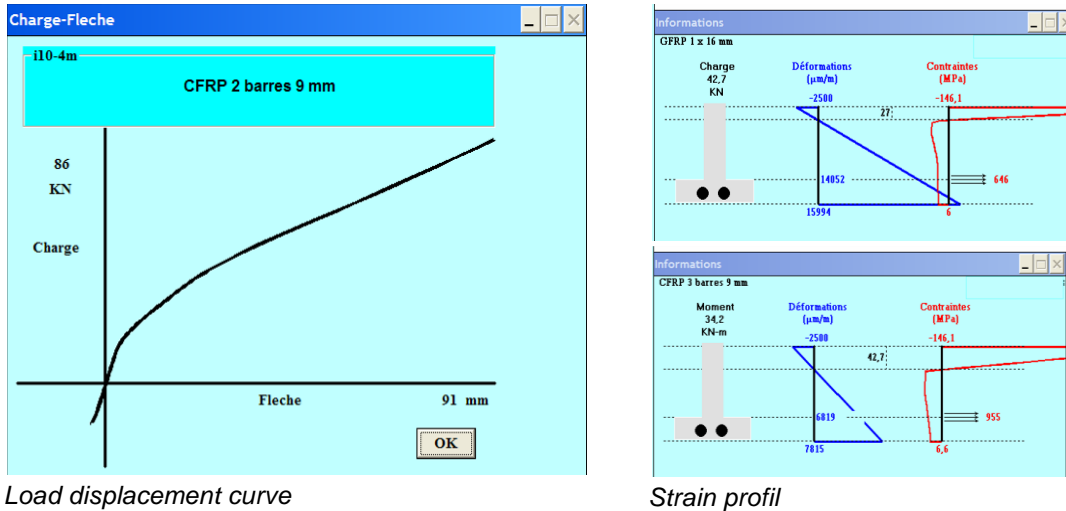 Charge-Fleche
i10-4m
CFRP 2 barres 9 mm
86
KN
Charge
Fleche
91 mm
OK
Load displacement curve
Informations
GFRP 1 x 16 mm
Charge
42,7
KN
Déformations
(μm/m)
-2500
Contraintes
(MPa)
-146,1
27
14052
646
15994
6
Informations
CFRP 3 barres 9 mm
Moment
34,2
KN-m
Déformations
(μm/m)
-2500
Contraintes
(MPa)
-146,1
42,7
6819
955
7815
6,6
Strain profil